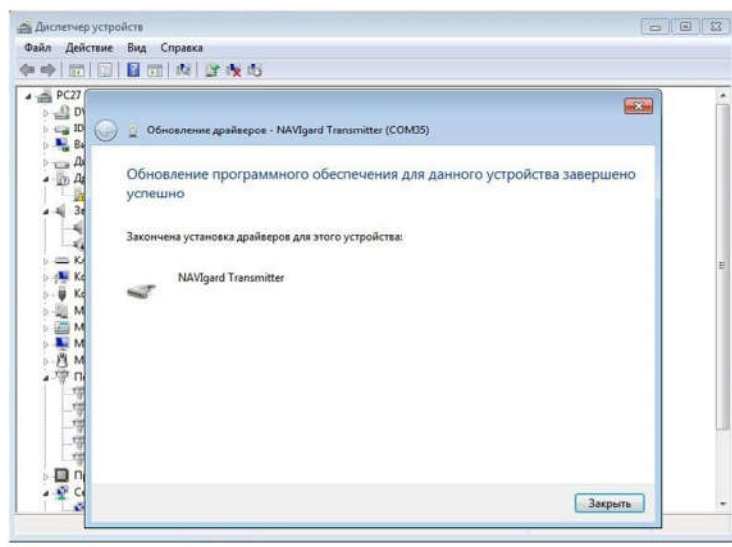 Диспетчер устройств
Файл Действие Вид Справка
PC27
Обновление драйверов - NAVIgard Transmitter (COM35)
Обновление программного обеспечения для данного устройства завершено
успешно
Закончена установка драйверов для этого устройства:
NAVIgard Transmitter
Закрыть